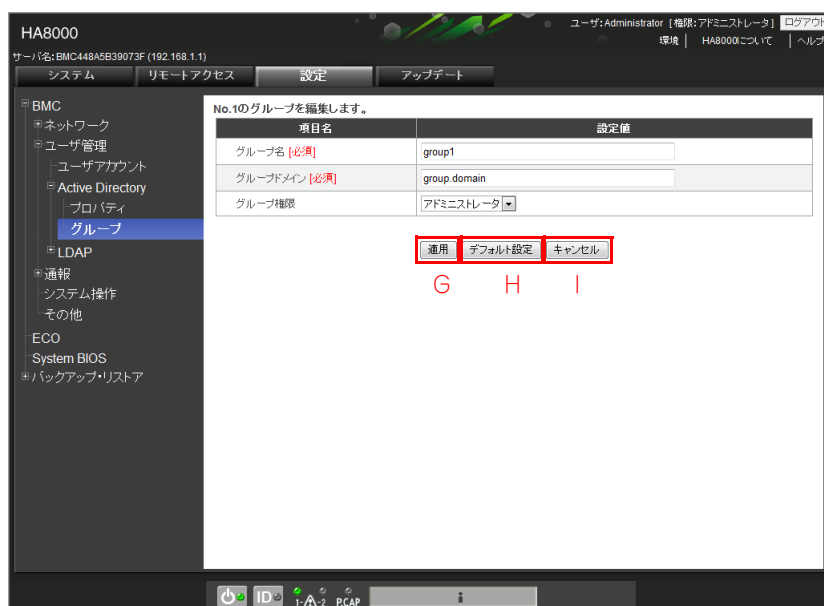 HA8000
ユーザ:Administrator [権限:アドミニストレータ] ログアウト
環境 | HA8000について | ヘルプ
サーバ名:BMC448A5B39073F (192.168.1.1)
システム リモートアクセス 設定 アップデート
BMC
ネットワーク
ユーザ管理
ユーザアカウント
Active Directory
プロパティ
グループ
LDAP
通報
システム操作
その他
ECO
System BIOS
バックアップ・リストア
No.1のグループを編集します。
項目名 設定値
グループ名 [必須] group1
グループドメイン [必須] group.domain
グループ権限 アドミニストレータ
適用 デフォルト設定 キャンセル
G H I
ID 1-⚠-2 P.CAP i